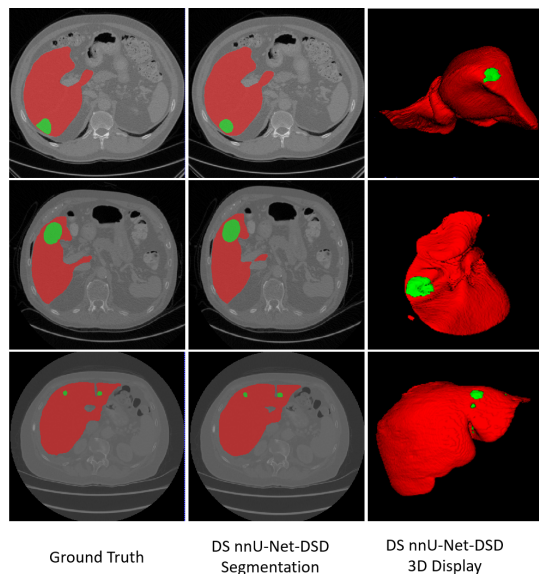 Ground Truth
DS nnU-Net-DSD
Segmentation
DS nnU-Net-DSD
3D Display